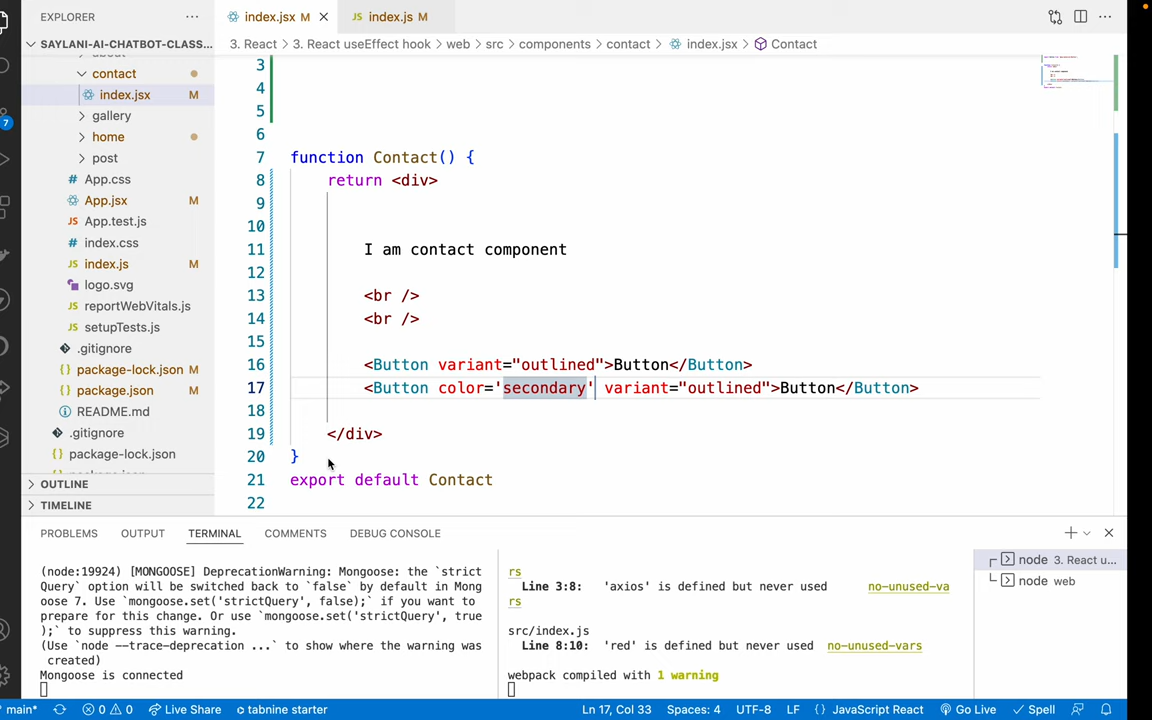 EXPLORER
index.jsx M
JS index.js M
SAYLANI-AI-CHATBOT-CLASS...
3. React > 3. React useEffect hook > web > src > components > contact > index.jsx > Contact
contact
index.jsx M
gallery
home
post
App.css
App.jsx M
JS App.test.js
index.css
JS index.js M
logo.svg
JS reportWebVitals.js
JS setupTests.js
.gitignore
{} package-lock.json M
{} package.json M
README.md
.gitignore
{} package-lock.json
OUTLINE
TIMELINE
3
4
5
6
7 function Contact() {
8 return <div>
9
10
11 I am contact component
12
13 <br />
14 <br />
15
16 <Button variant="outlined">Button</Button>
17 <Button color='secondary' variant="outlined">Button</Button>
18
19 </div>
20 }
21 export default Contact
22
PROBLEMS OUTPUT TERMINAL COMMENTS DEBUG CONSOLE
(node:19924) [MONGOOSE] DeprecationWarning: Mongoose: the `strict
Query` option will be switched back to `false` by default in Mong
oose 7. Use `mongoose.set('strictQuery', false);` if you want to
prepare for this change. Or use `mongoose.set('strictQuery', true
);` to suppress this warning.
(Use `node --trace-deprecation ...` to show where the warning was
created)
Mongoose is connected
rs
Line 3:8: 'axios' is defined but never used no-unused-va
rs
src/index.js
Line 8:10: 'red' is defined but never used no-unused-vars
webpack compiled with 1 warning
node 3. React u...
node web
7
main* 0 0 Live Share tabnine starter Ln 17, Col 33 Spaces: 4 UTF-8 LF {} JavaScript React Go Live Spell